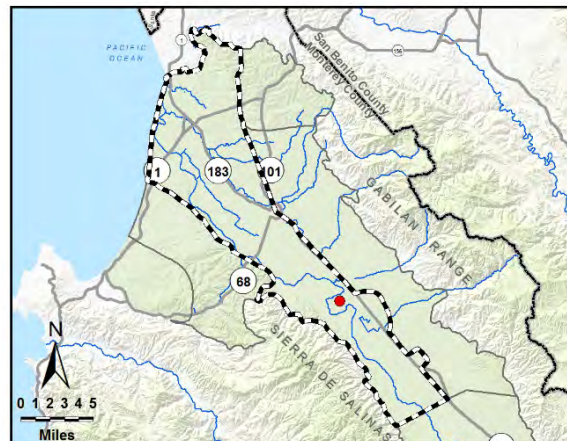 1
PACIFIC
OCEAN
156
San Benito County
Monterey County
183
101
1
GABILAN RANGE
68
SIERRA DE SALINAS
N
0 1 2 3 4 5
Miles